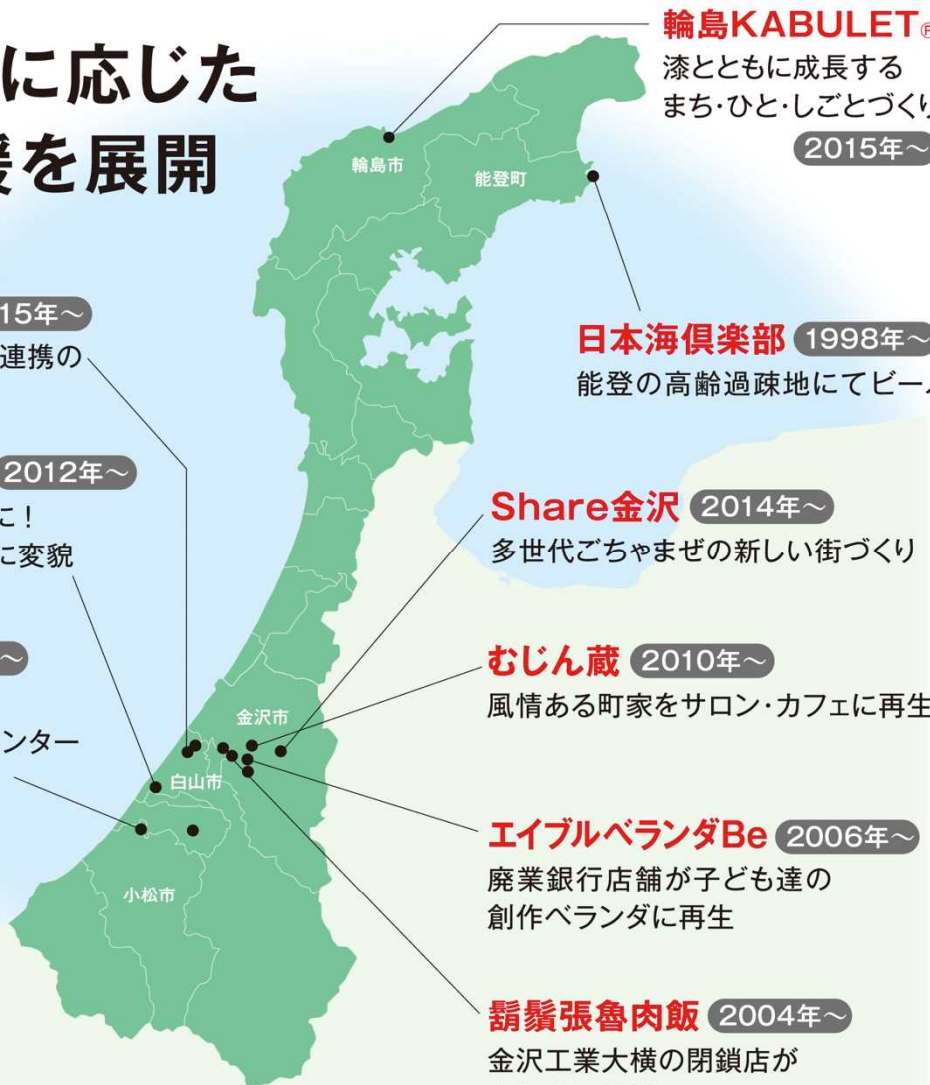 に応じた
援を展開
輪島KABULET®
漆とともに成長する
まち・ひと・しごとづくり
2015年～
輪島市
能登町
15年～
連携の
日本海倶楽部 1998年～
能登の高齢過疎地にてビー
2012年～
に！
に変貌
Share金沢 2014年～
多世代ごちゃまぜの新しい街づくり
～
ンター
むじん蔵 2010年～
風情ある町家をサロン・カフェに再生
金沢市
白山市
小松市
エイブルベランダBe 2006年～
廃業銀行店舗が子ども達の
創作ベランダに再生
鬍鬚張魯肉飯 2004年～
金沢工業大横の閉鎖店が